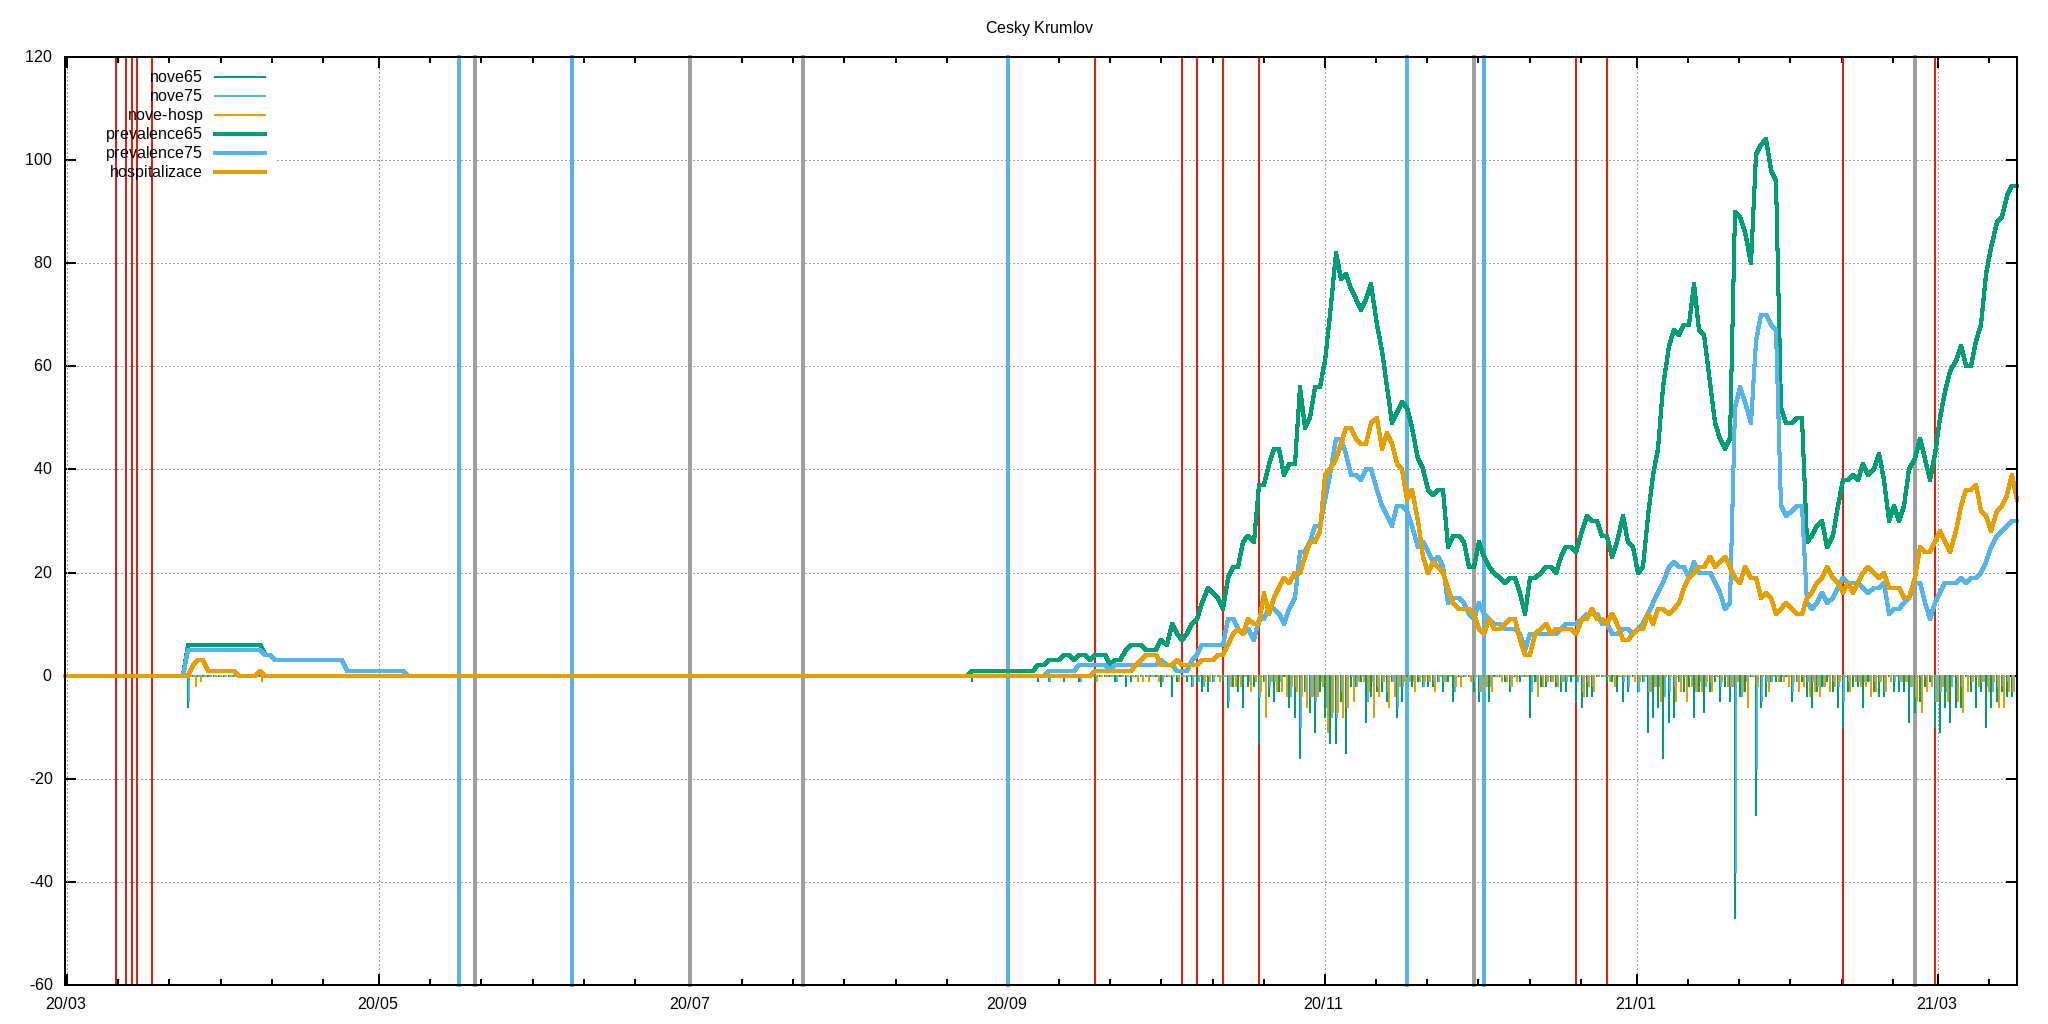 Cesky Krumlov
120
100
80
60
40
20
0
-20
-40
-60
nove65
nove75
nove-hosp
prevalence65
prevalence75
hospitalizace
20/03 20/05 20/07 20/09 20/11 21/01 21/03